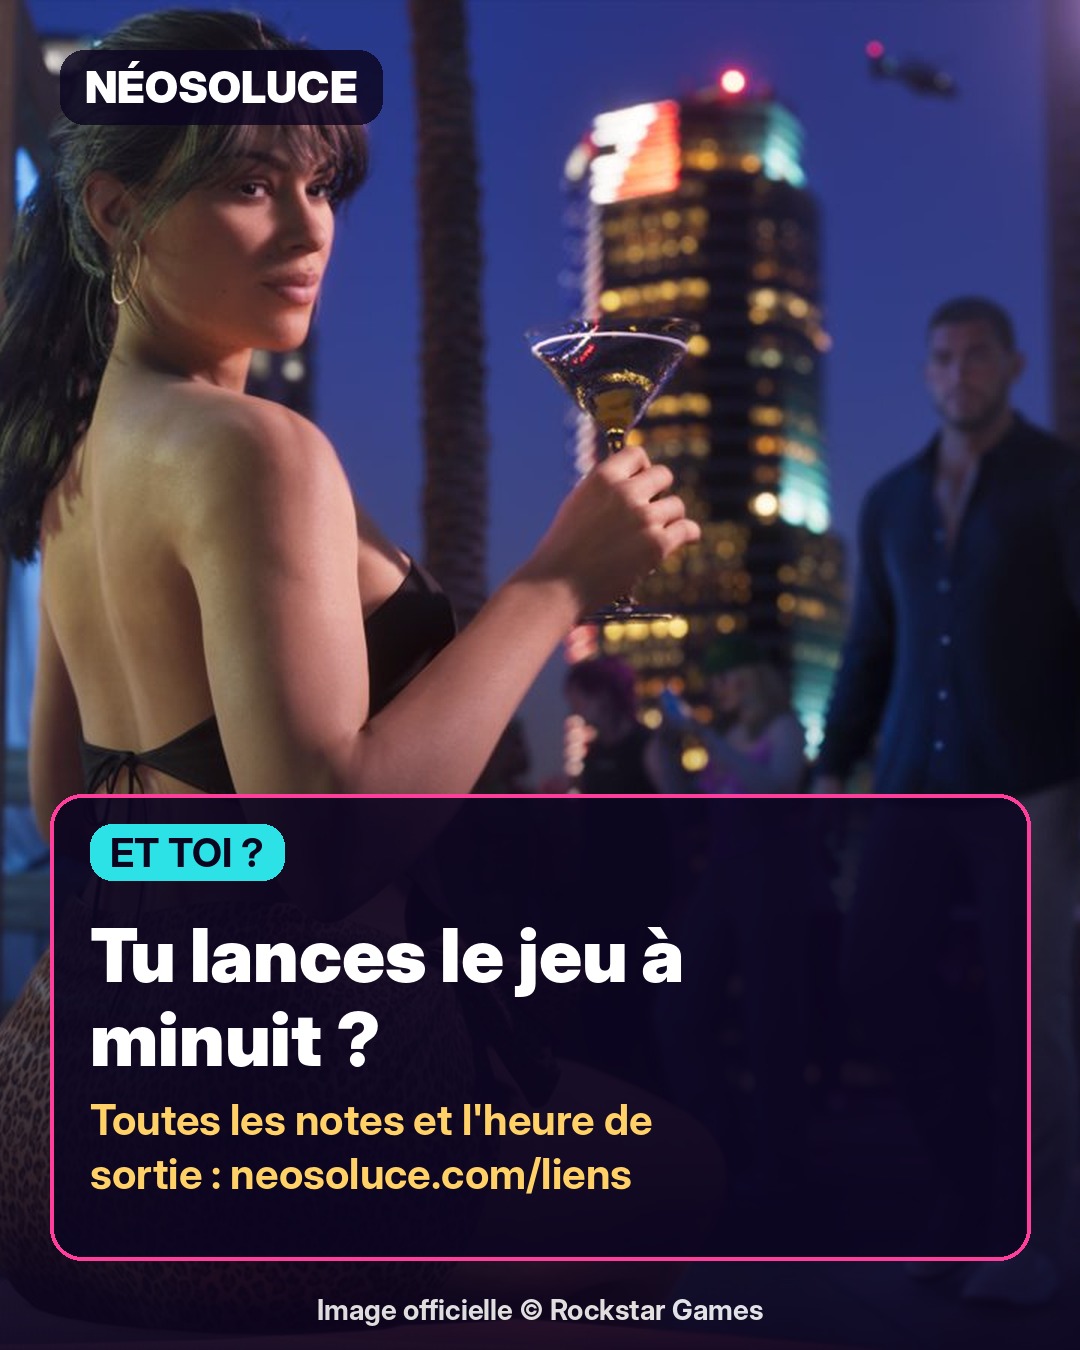 NÉOSOLUCE
ET TOI ?
Tu lances le jeu à
minuit ?
Toutes les notes et l'heure de
sortie : neosoluce.com/liens
Image officielle © Rockstar Games